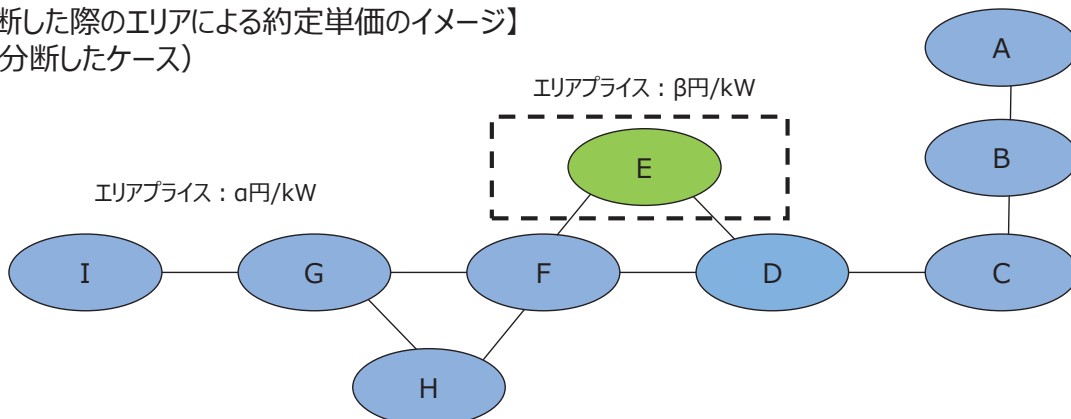 断した際のエリアによる約定単価のイメージ】
分断したケース）
A
エリアプライス：β円/kW
E
B
エリアプライス：α円/kW
I
G
F
D
C
H